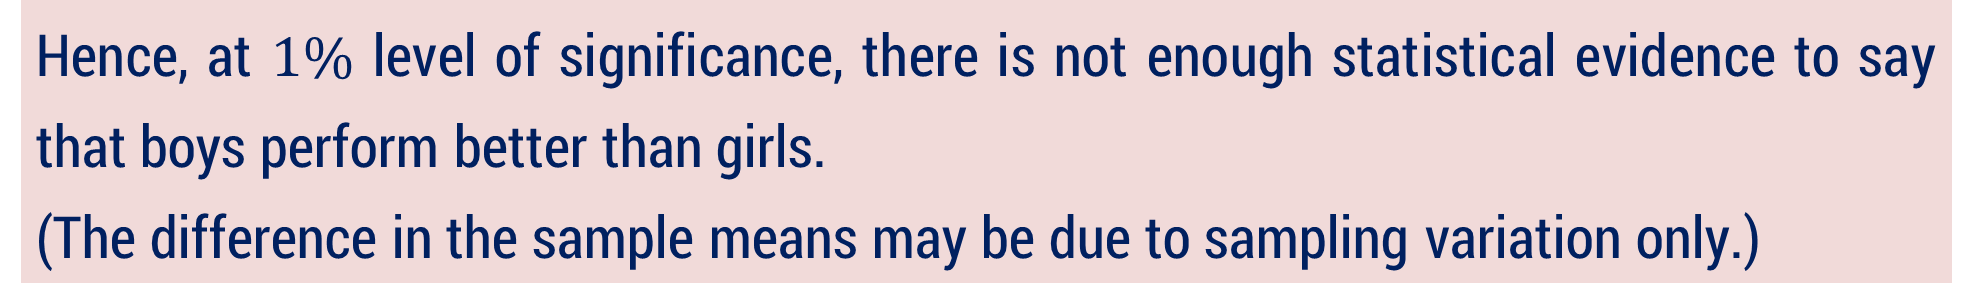 Hence, at 1% level of significance, there is not enough statistical evidence to say
that boys perform better than girls.
(The difference in the sample means may be due to sampling variation only.)